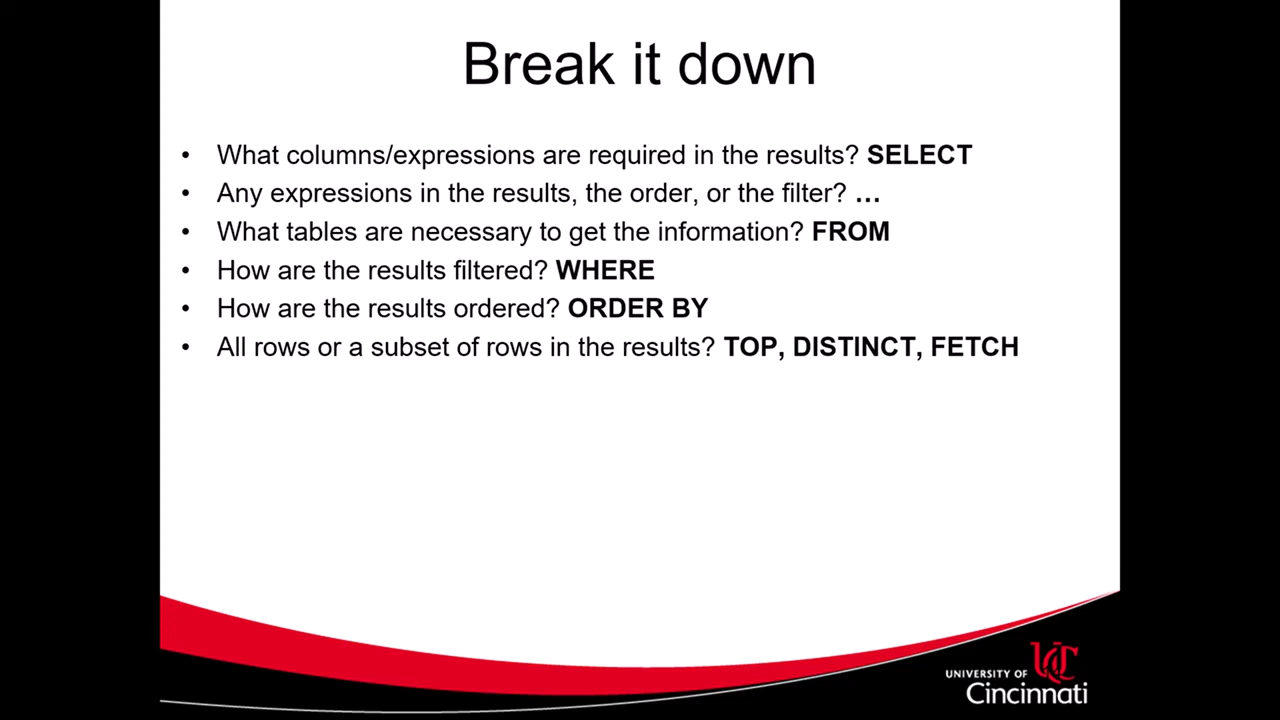 Break it down
• What columns/expressions are required in the results? SELECT
• Any expressions in the results, the order, or the filter? …
• What tables are necessary to get the information? FROM
• How are the results filtered? WHERE
• How are the results ordered? ORDER BY
• All rows or a subset of rows in the results? TOP, DISTINCT, FETCH
UC
UNIVERSITY OF
Cincinnati